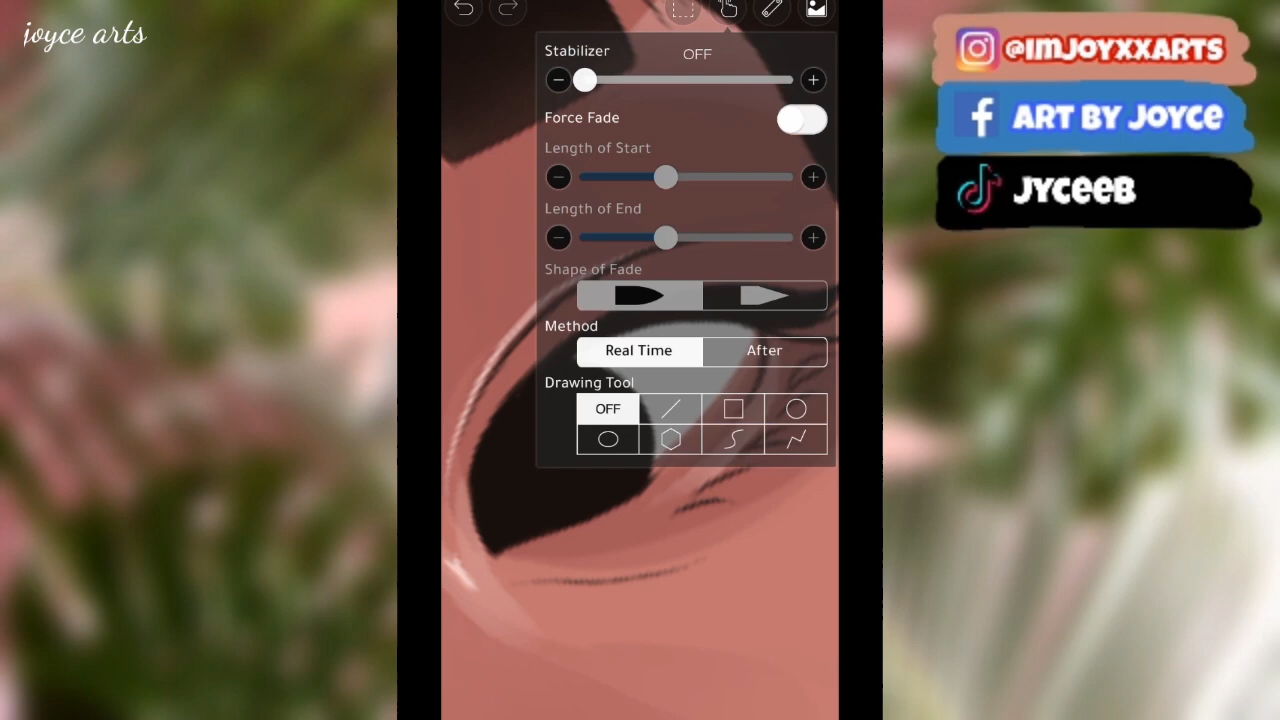 joyce arts
@IMJOYXXARTS
ART BY JOYCE
JYCEEB
Stabilizer OFF
Force Fade
Length of Start
Length of End
Shape of Fade
Method
Real Time After
Drawing Tool
OFF